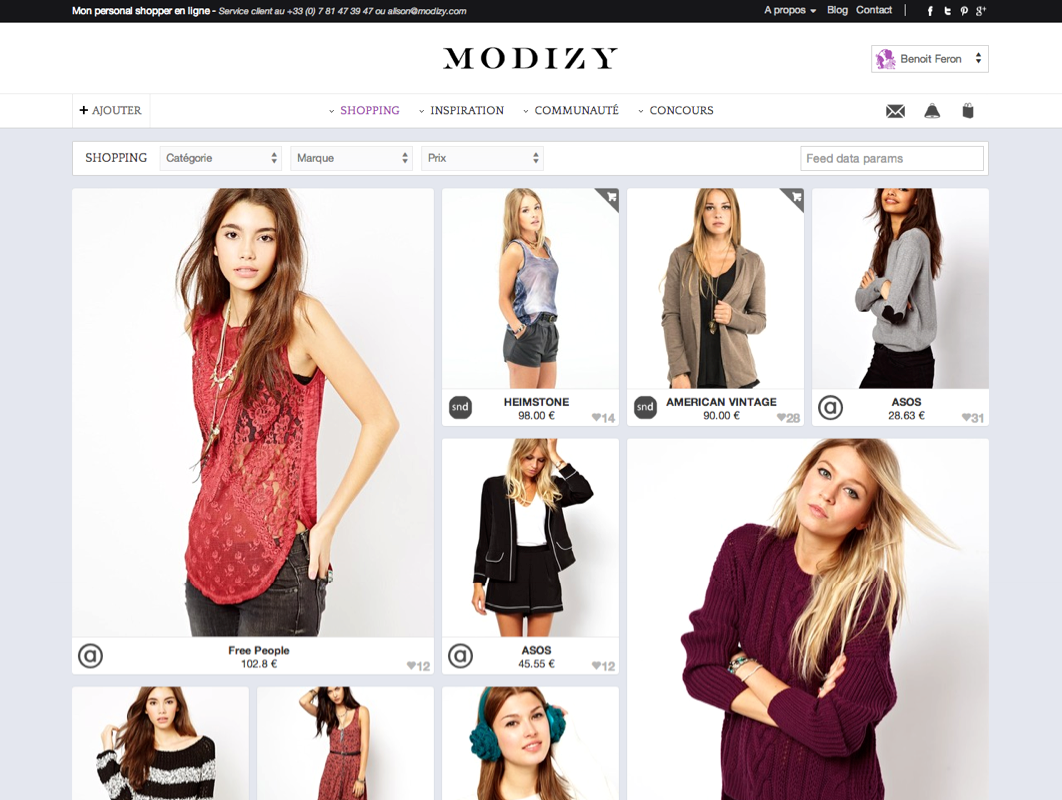 Mon personal shopper en ligne - Service client au +33 (0) 7 81 47 39 47 ou alison@modizy.com
A propos Blog Contact
MODIZY
Benoit Feron
+ AJOUTER
SHOPPING INSPIRATION COMMUNAUTÉ CONCOURS
SHOPPING Catégorie Marque Prix Feed data params
snd HEIMSTONE
98.00 € 14
snd AMERICAN VINTAGE
90.00 € 28
a ASOS
28.63 € 31
a Free People
102.8 € 12
a ASOS
45.55 € 12